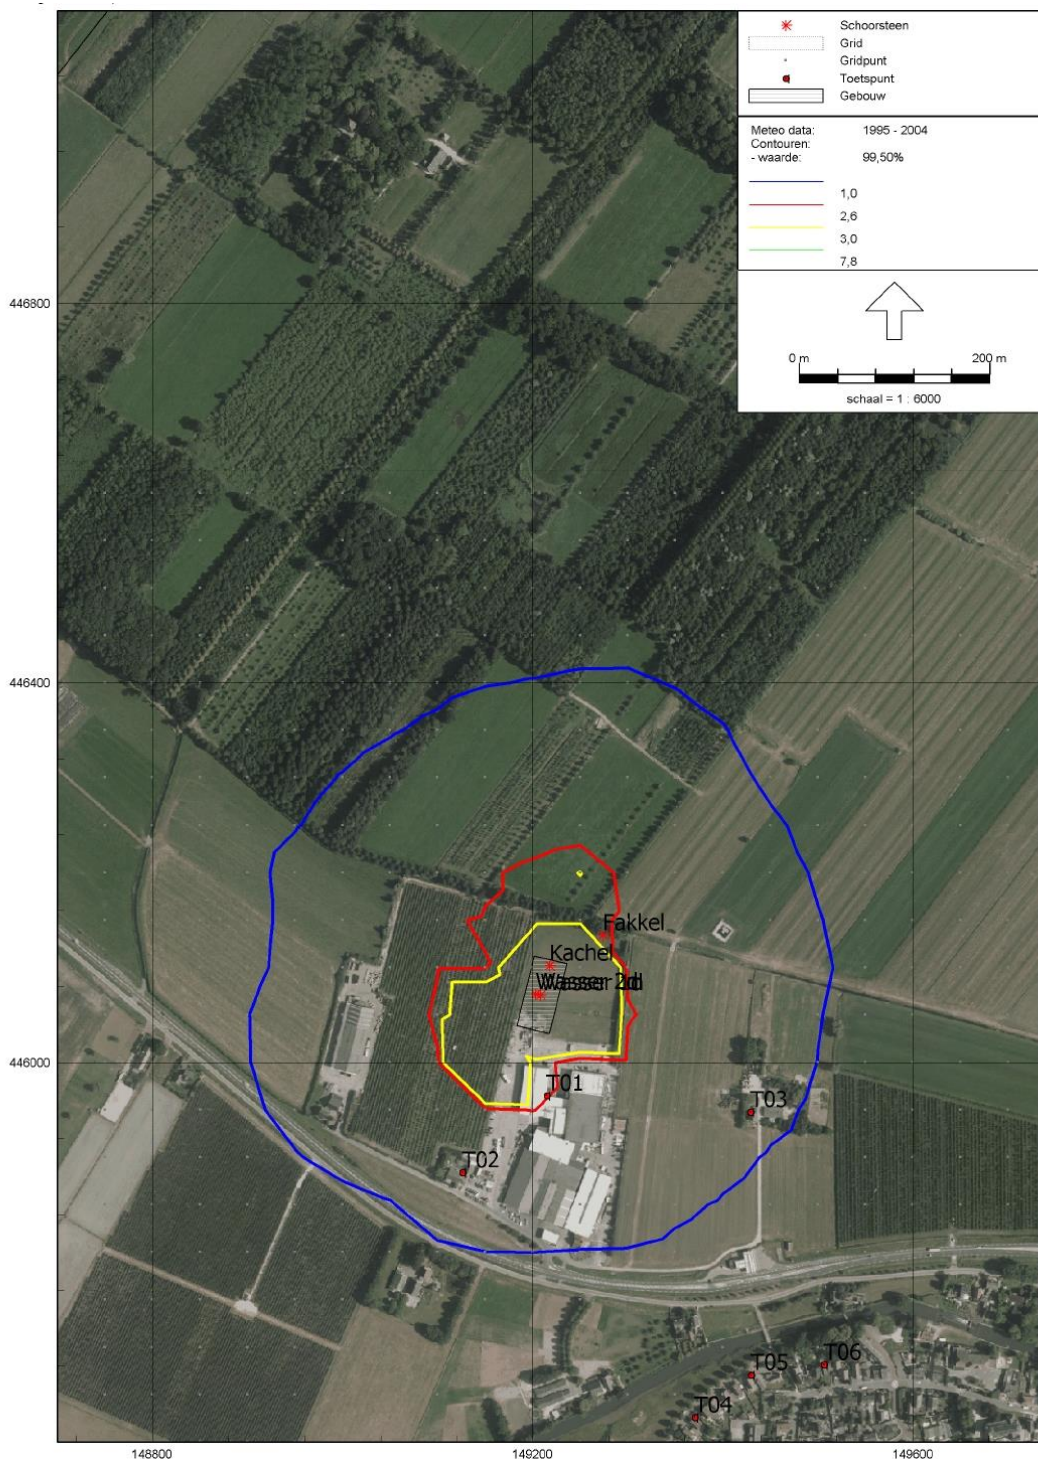 Schoorsteen
Grid
Gridpunt
Toetspunt
Gebouw
Meteo data: 1995 - 2004
Contouren:
- waarde: 99,50%
1,0
2,6
3,0
7,8
0 m 200 m
schaal = 1 : 6000
446800
446400
Fakkel
Kachel
446000
T01
T03
T02
T06
T05
T04
148800 149200 149600